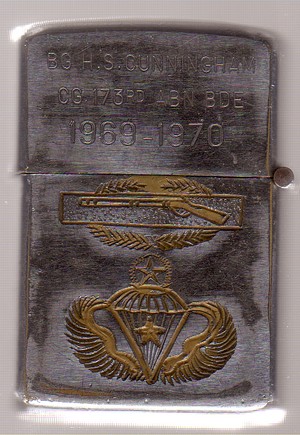 BG H.S. CUNNINGHAM
CG 173RD ABN BDE
1969-1970